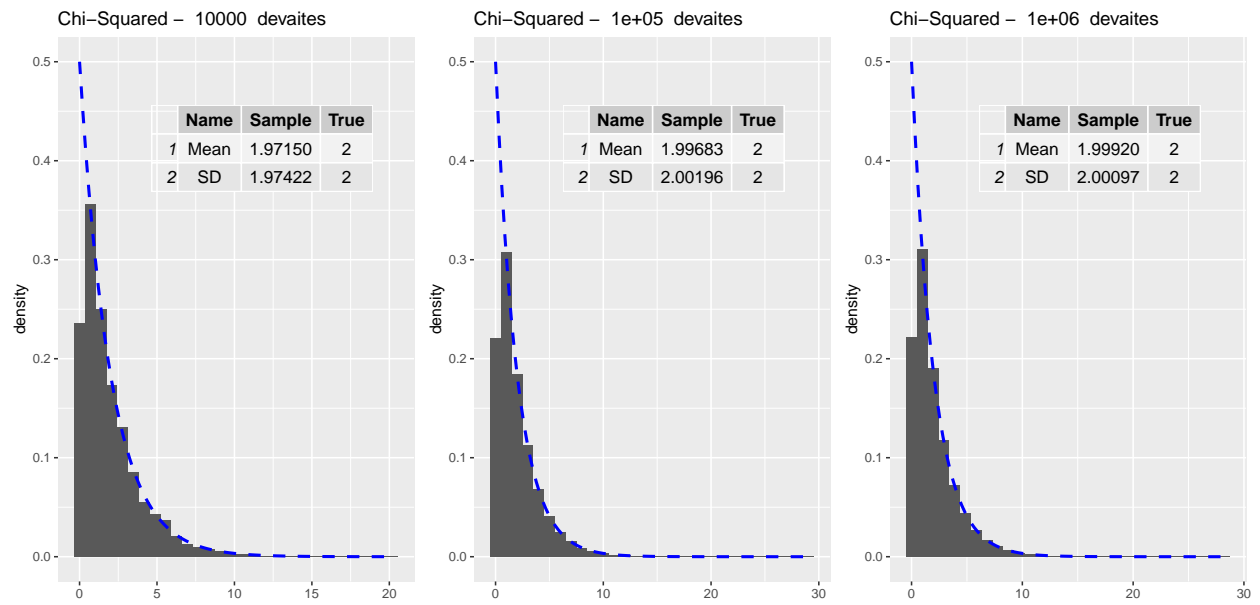 Chi−Squared −  10000  devaites
Name Sample True
1 Mean 1.97150 2
2 SD 1.97422 2
density
0.5
0.4
0.3
0.2
0.1
0.0
0 5 10 15 20
Chi−Squared −  1e+05  devaites
Name Sample True
1 Mean 1.99683 2
2 SD 2.00196 2
density
0.5
0.4
0.3
0.2
0.1
0.0
0 10 20 30
Chi−Squared −  1e+06  devaites
Name Sample True
1 Mean 1.99920 2
2 SD 2.00097 2
density
0.5
0.4
0.3
0.2
0.1
0.0
0 10 20 30